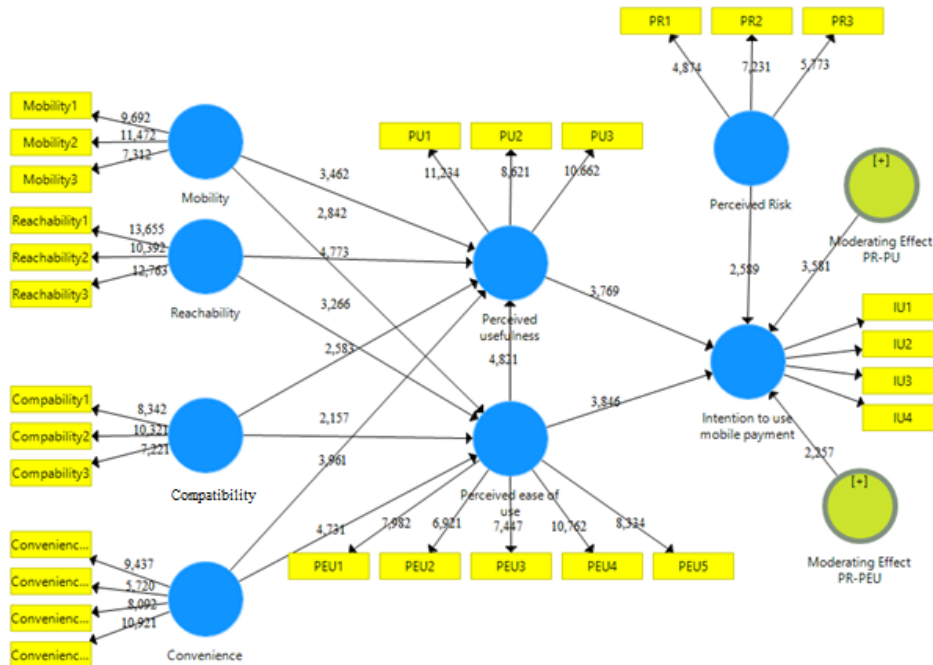 PR1
PR2
PR3
4,874
7,231
5,773
Mobility1
Mobility2
Mobility3
9,692
11,472
7,312
Mobility
PU1
PU2
PU3
11,234
8,621
10,662
Perceived Risk
[+]
Moderating Effect
PR-PU
3,462
2,842
Reachability1
Reachability2
Reachability3
13,655
10,392
12,763
Reachability
4,773
3,266
Perceived
usefulness
2,589
3,581
3,769
IU1
IU2
IU3
IU4
Intention to use
mobile payment
2,583
4,821
3,846
Compability1
Compability2
Compability3
8,342
10,321
7,221
Compatibility
2,157
3,961
Perceived ease of
use
2,257
[+]
Moderating Effect
PR-PEU
4,731
7,982
6,921
7,447
10,762
8,334
PEU1
PEU2
PEU3
PEU4
PEU5
Convenienc...
Convenienc...
Convenienc...
Convenienc...
9,437
5,720
8,092
10,921
Convenience